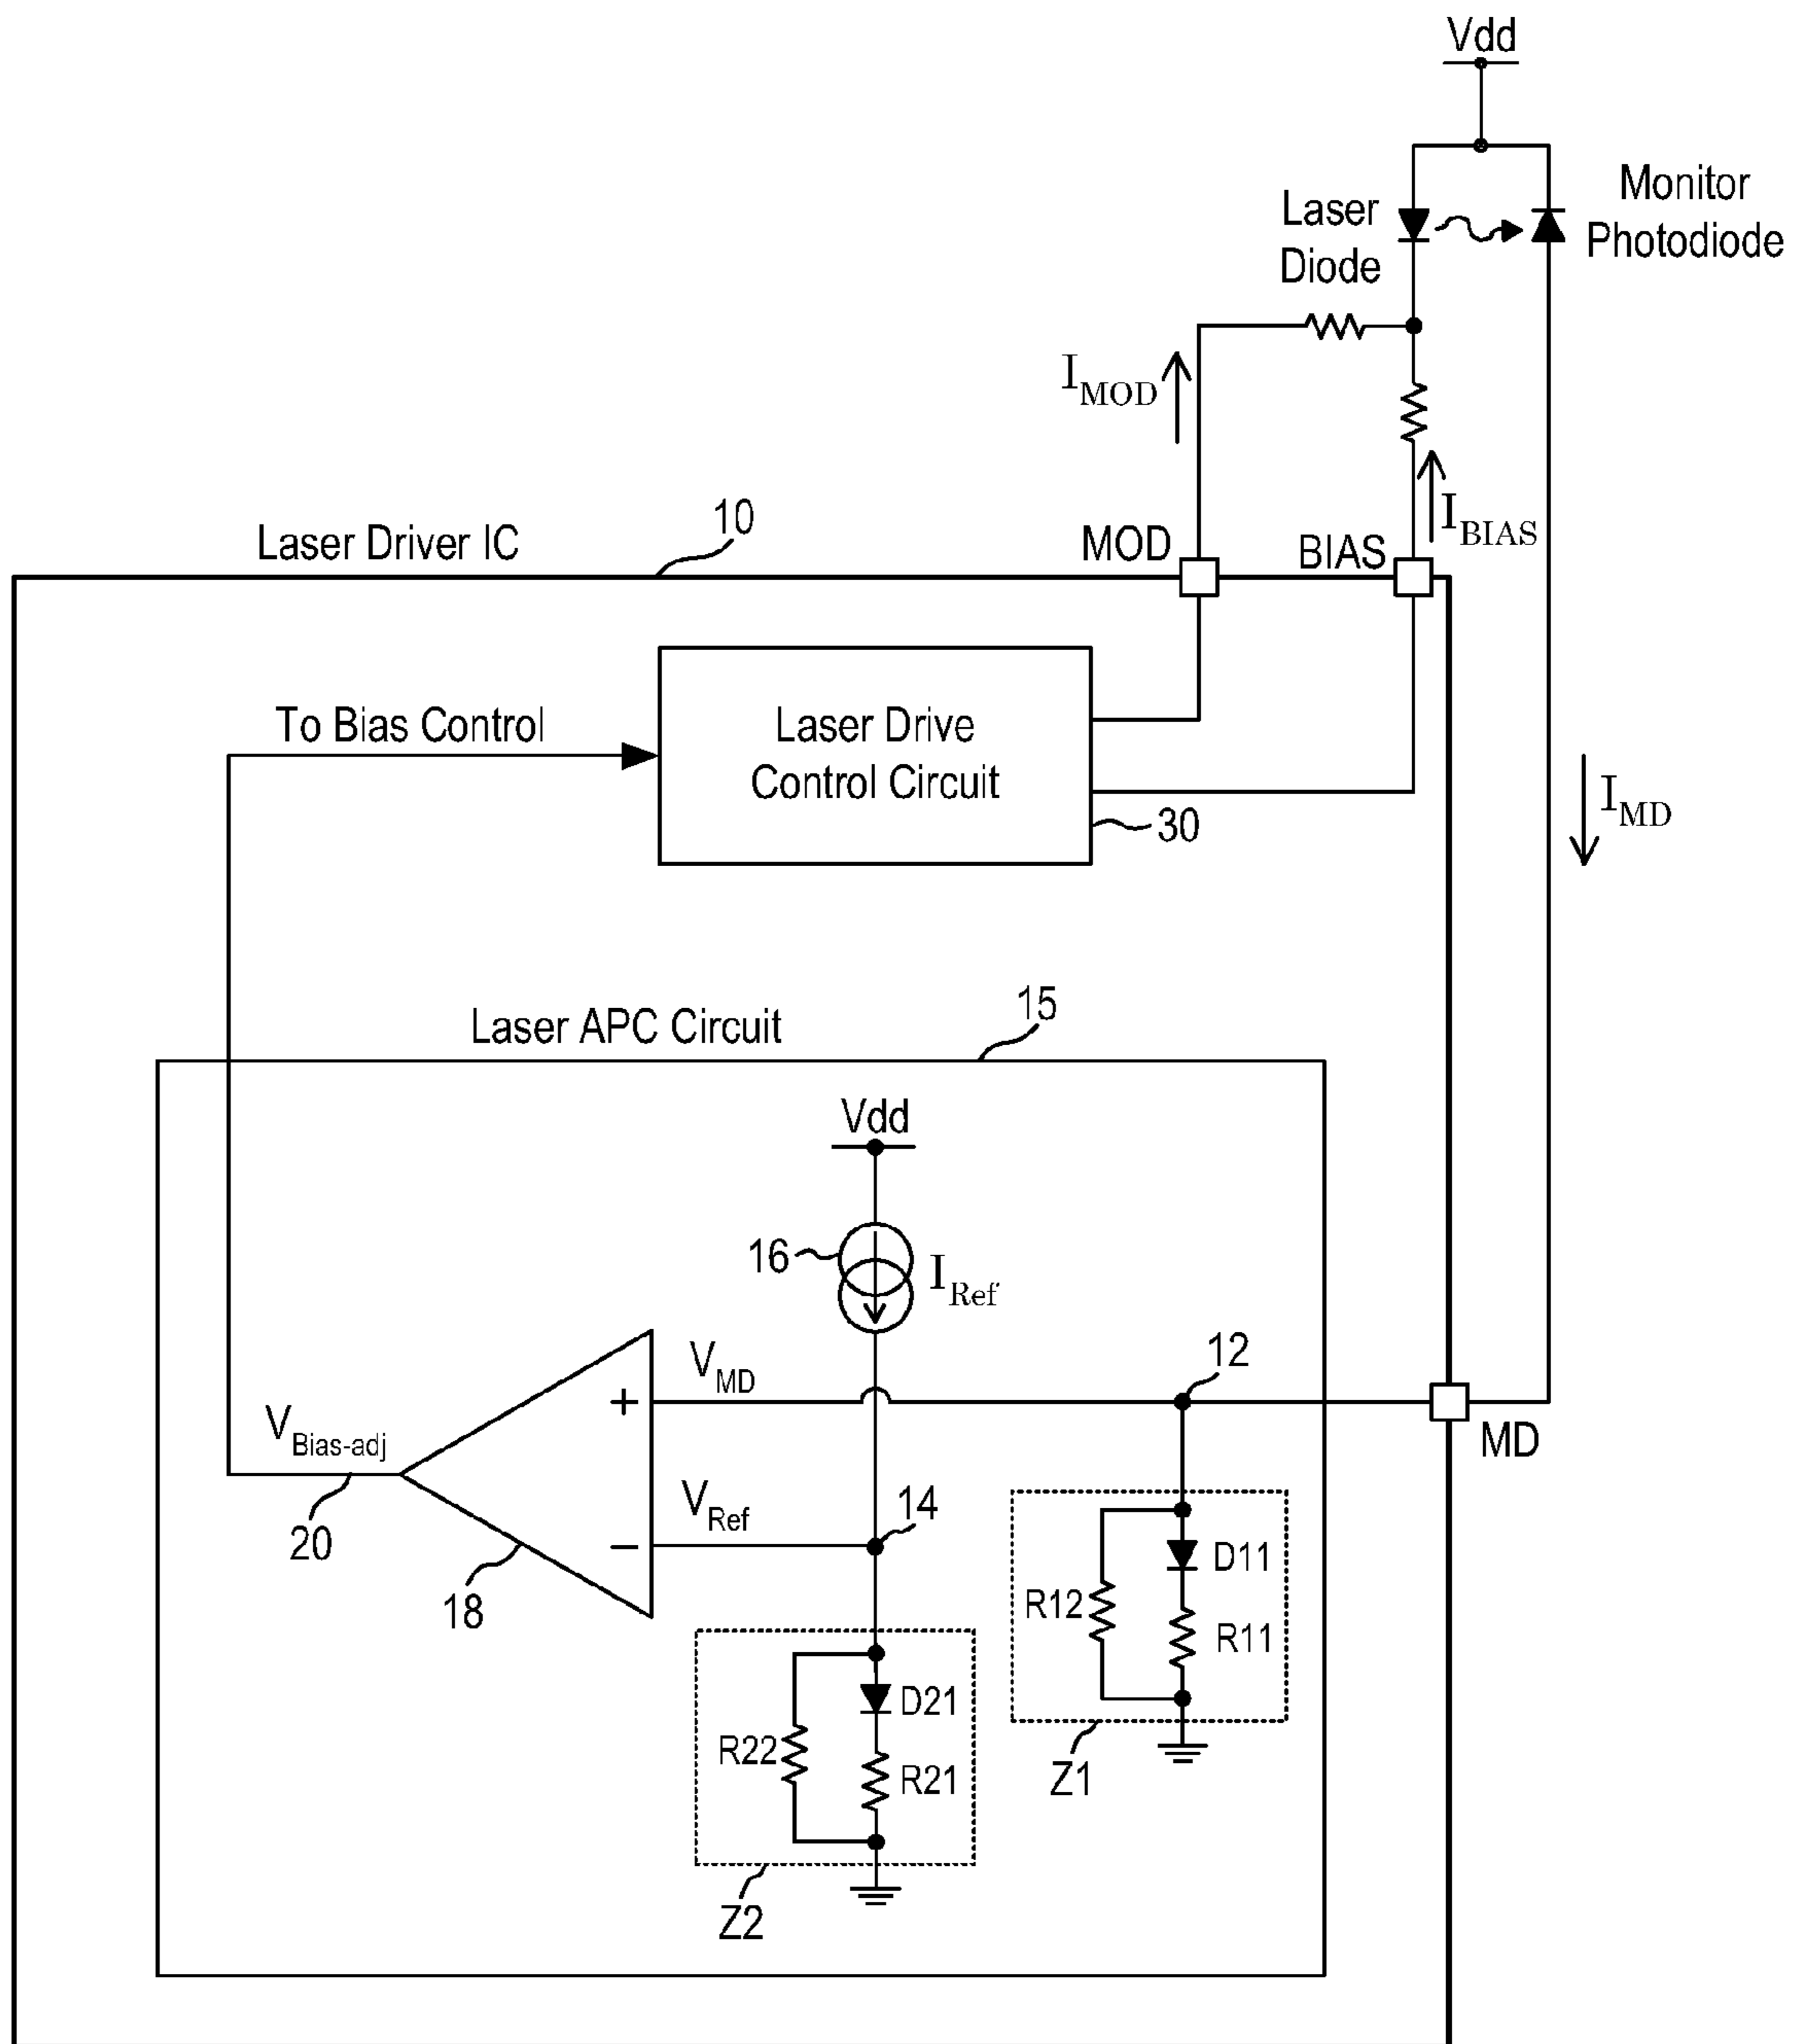 Vdd
Laser
Diode
Monitor
Photodiode
I_MOD
I_BIAS
10
Laser Driver IC
MOD
BIAS
To Bias Control
Laser Drive
Control Circuit
30
I_MD
15
Laser APC Circuit
Vdd
16
I_Ref
12
V_MD
+
MD
V_Bias-adj
20
V_Ref
14
−
18
D11
R12
R11
Z1
D21
R22
R21
Z2